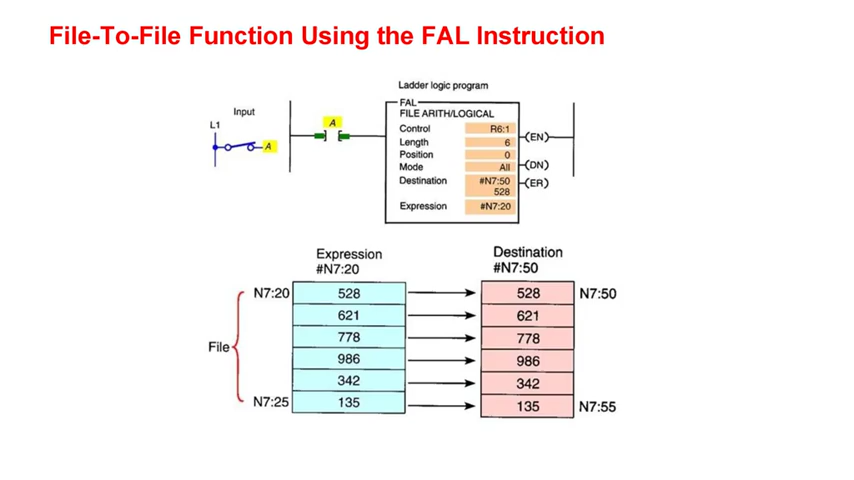 File-To-File Function Using the FAL Instruction
Ladder logic program
Input
L1
A
A
FAL
FILE ARITH/LOGICAL
Control R6:1
Length 6
Position 0
Mode All
Destination #N7:50
528
Expression #N7:20
(EN)
(DN)
(ER)
Expression
#N7:20
Destination
#N7:50
N7:20 528 528 N7:50
621 621
778 778
File
986 986
342 342
N7:25 135 135 N7:55